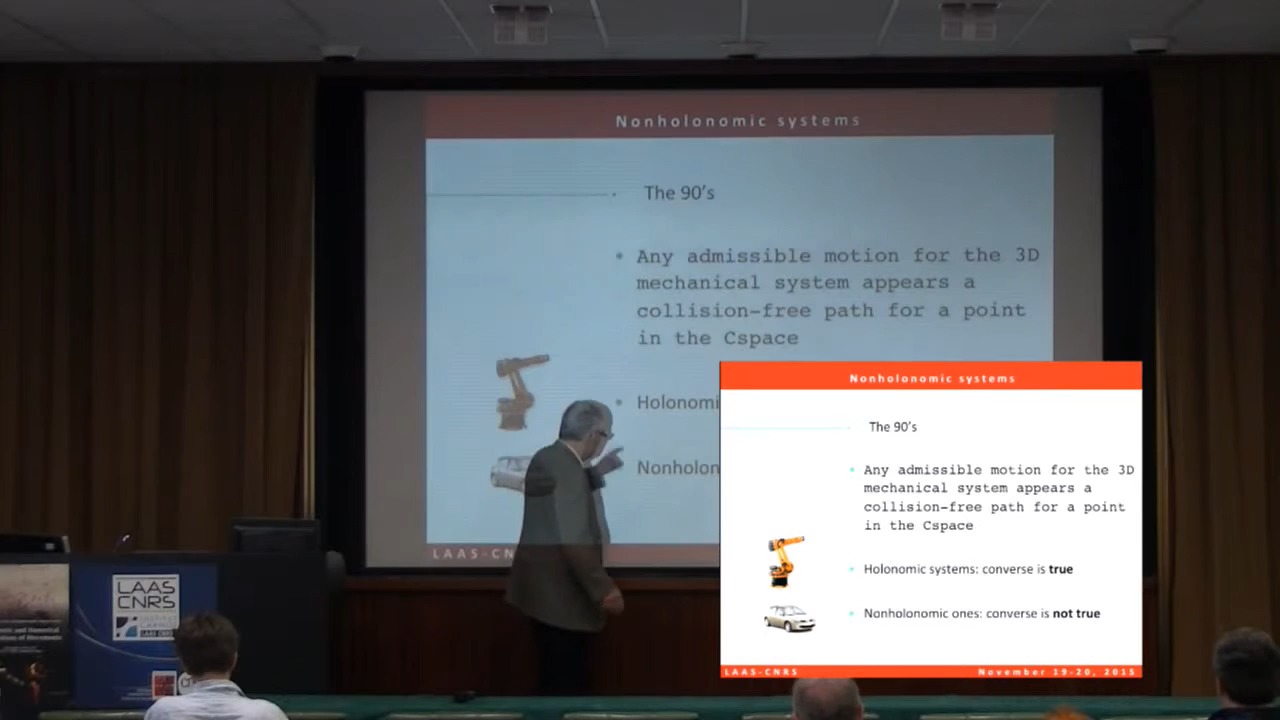 Nonholonomic systems
The 90's
• Any admissible motion for the 3D
mechanical system appears a
collision-free path for a point
in the Cspace
• Holonomi
• Nonholon
LAAS-CN
Nonholonomic systems
The 90's
• Any admissible motion for the 3D
mechanical system appears a
collision-free path for a point
in the Cspace
• Holonomic systems: converse is true
• Nonholonomic ones: converse is not true
LAAS-CNRS November 19-20, 2015
LAAS
CNRS
LAAS CNRS